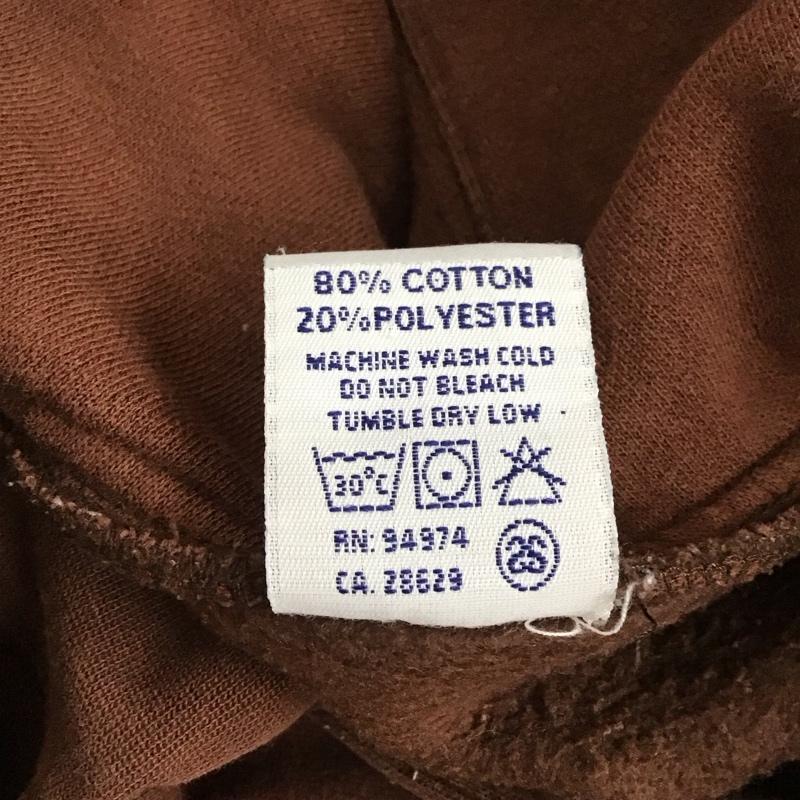 80% COTTON
20%POLYESTER
MACHINE WASH COLD
DO NOT BLEACH
TUMBLE DRY LOW
30°C
RN: 94974
CA. 28629